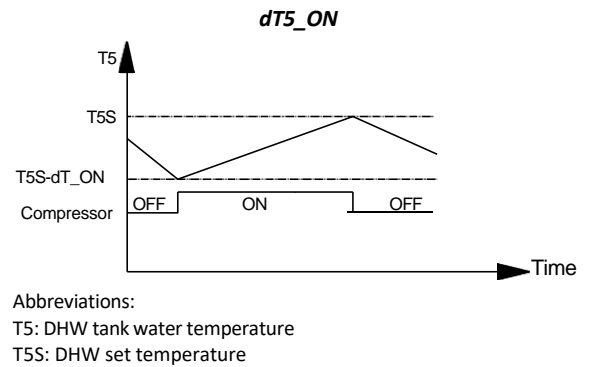 dT5_ON
T5
T5S
T5S-dT_ON
Compressor
OFF
ON
OFF
Time
Abbreviations:
T5: DHW tank water temperature
T5S: DHW set temperature